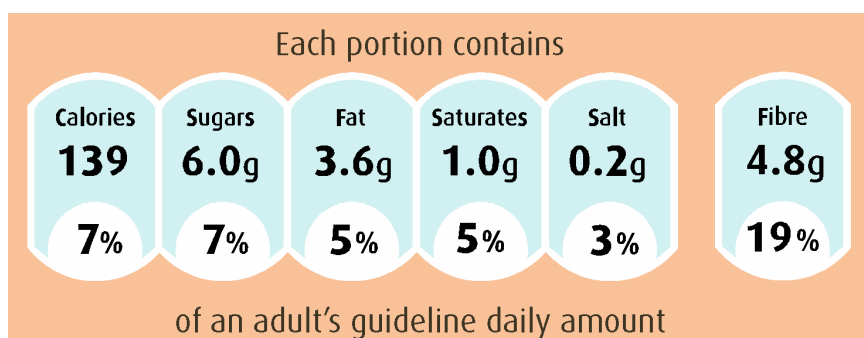 Each portion contains
Calories Sugars Fat Saturates Salt Fibre
139 6.0g 3.6g 1.0g 0.2g 4.8g
7% 7% 5% 5% 3% 19%
of an adult's guideline daily amount